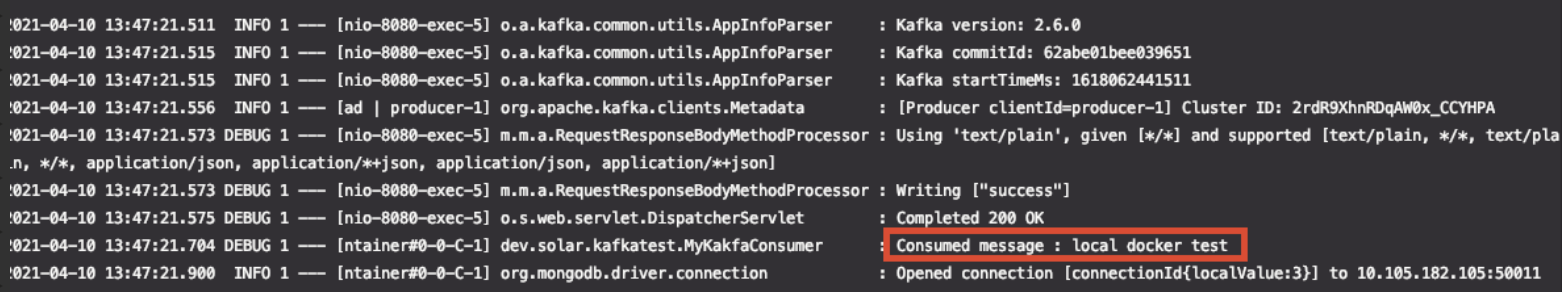 2021-04-10 13:47:21.511  INFO 1 --- [nio-8080-exec-5] o.a.kafka.common.utils.AppInfoParser     : Kafka version: 2.6.0
2021-04-10 13:47:21.515  INFO 1 --- [nio-8080-exec-5] o.a.kafka.common.utils.AppInfoParser     : Kafka commitId: 62abe01bee039651
2021-04-10 13:47:21.515  INFO 1 --- [nio-8080-exec-5] o.a.kafka.common.utils.AppInfoParser     : Kafka startTimeMs: 1618062441511
2021-04-10 13:47:21.556  INFO 1 --- [ad | producer-1] org.apache.kafka.clients.Metadata        : [Producer clientId=producer-1] Cluster ID: 2rdR9XhnRDqAW0x_CCYHPA
2021-04-10 13:47:21.573 DEBUG 1 --- [nio-8080-exec-5] m.m.a.RequestResponseBodyMethodProcessor : Using 'text/plain', given [*/*] and supported [text/plain, */*, text/pla
in, */*, application/json, application/*+json, application/json, application/*+json]
2021-04-10 13:47:21.573 DEBUG 1 --- [nio-8080-exec-5] m.m.a.RequestResponseBodyMethodProcessor : Writing ["success"]
2021-04-10 13:47:21.575 DEBUG 1 --- [nio-8080-exec-5] o.s.web.servlet.DispatcherServlet        : Completed 200 OK
2021-04-10 13:47:21.704 DEBUG 1 --- [ntainer#0-0-C-1] dev.solar.kafkatest.MyKakfaConsumer      : Consumed message : local docker test
2021-04-10 13:47:21.900  INFO 1 --- [ntainer#0-0-C-1] org.mongodb.driver.connection            : Opened connection [connectionId{localValue:3}] to 10.105.182.105:50011